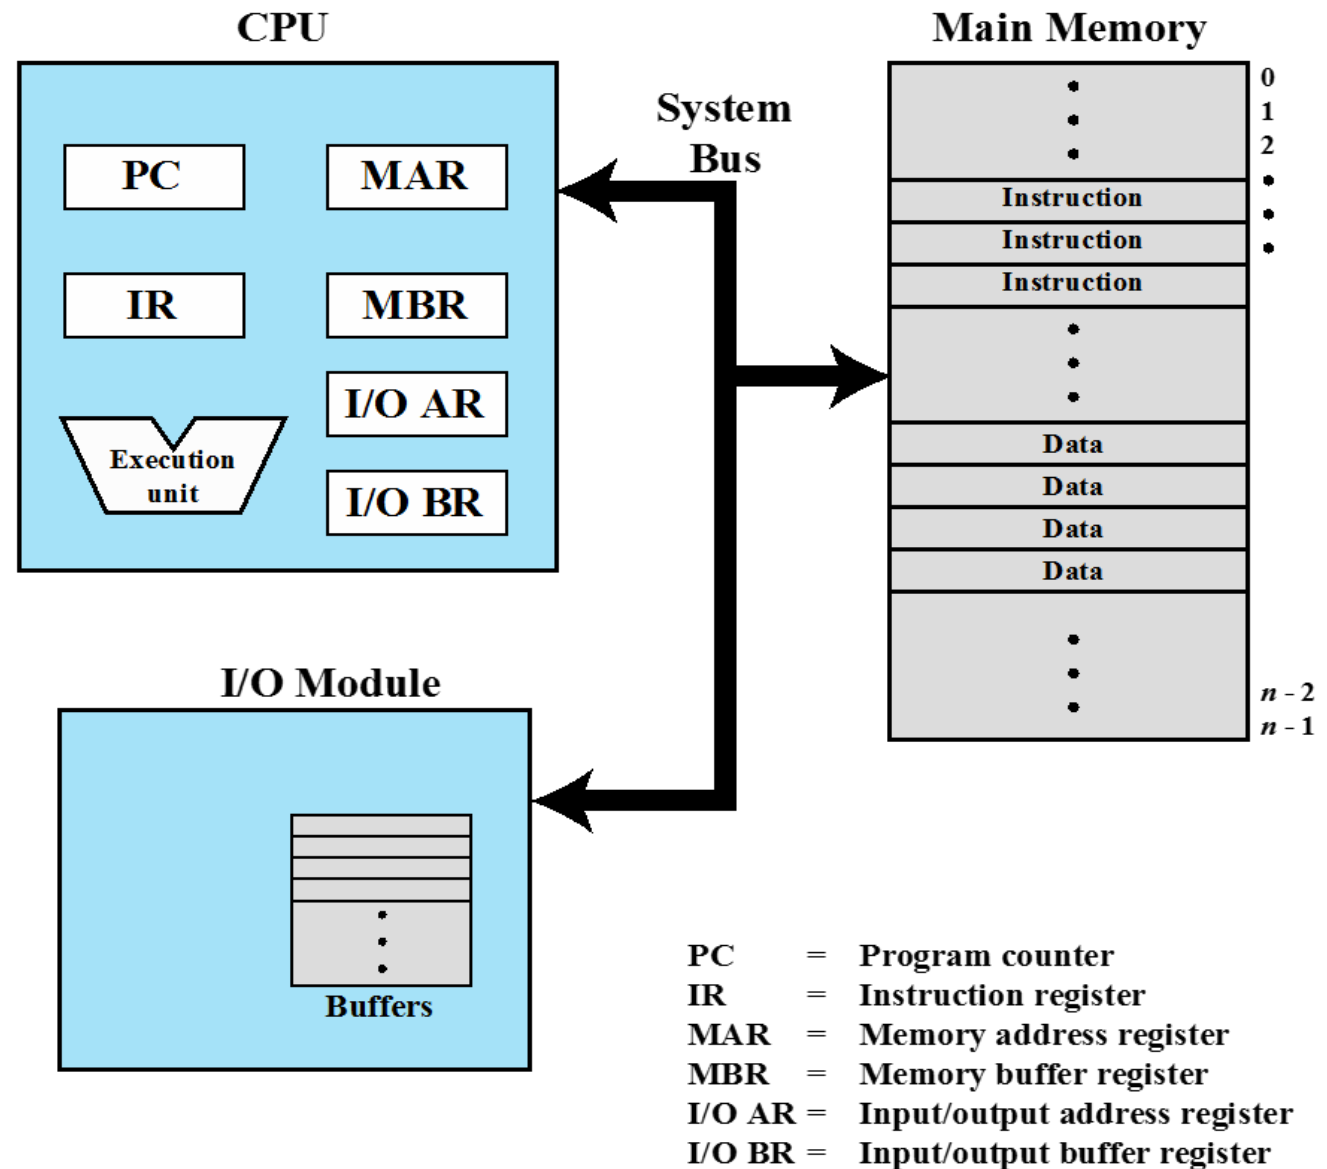 CPU
PC
MAR
IR
MBR
I/O AR
I/O BR
Execution
unit
System
Bus
Main Memory
0
1
2
Instruction
Instruction
Instruction
Data
Data
Data
Data
n - 2
n - 1
I/O Module
Buffers
PC = Program counter
IR = Instruction register
MAR = Memory address register
MBR = Memory buffer register
I/O AR = Input/output address register
I/O BR = Input/output buffer register